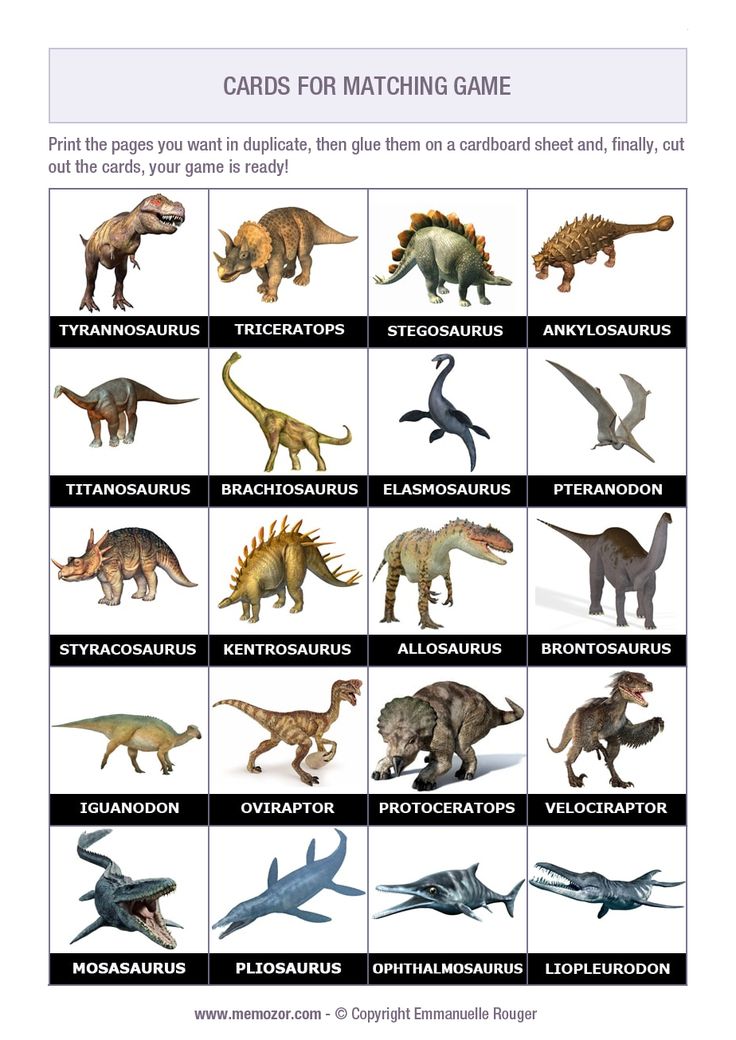 CARDS FOR MATCHING GAME
Print the pages you want in duplicate, then glue them on a cardboard sheet and, finally, cut
out the cards, your game is ready!
TYRANNOSAURUS TRICERATOPS STEGOSAURUS ANKYLOSAURUS
TITANOSAURUS BRACHIOSAURUS ELASMOSAURUS PTERANODON
STYRACOSAURUS KENTROSAURUS ALLOSAURUS BRONTOSAURUS
IGUANODON OVIRAPTOR PROTOCERATOPS VELOCIRAPTOR
MOSASAURUS PLIOSAURUS OPHTHALMOSAURUS LIOPLEURODON
www.memozor.com - © Copyright Emmanuelle Rouger